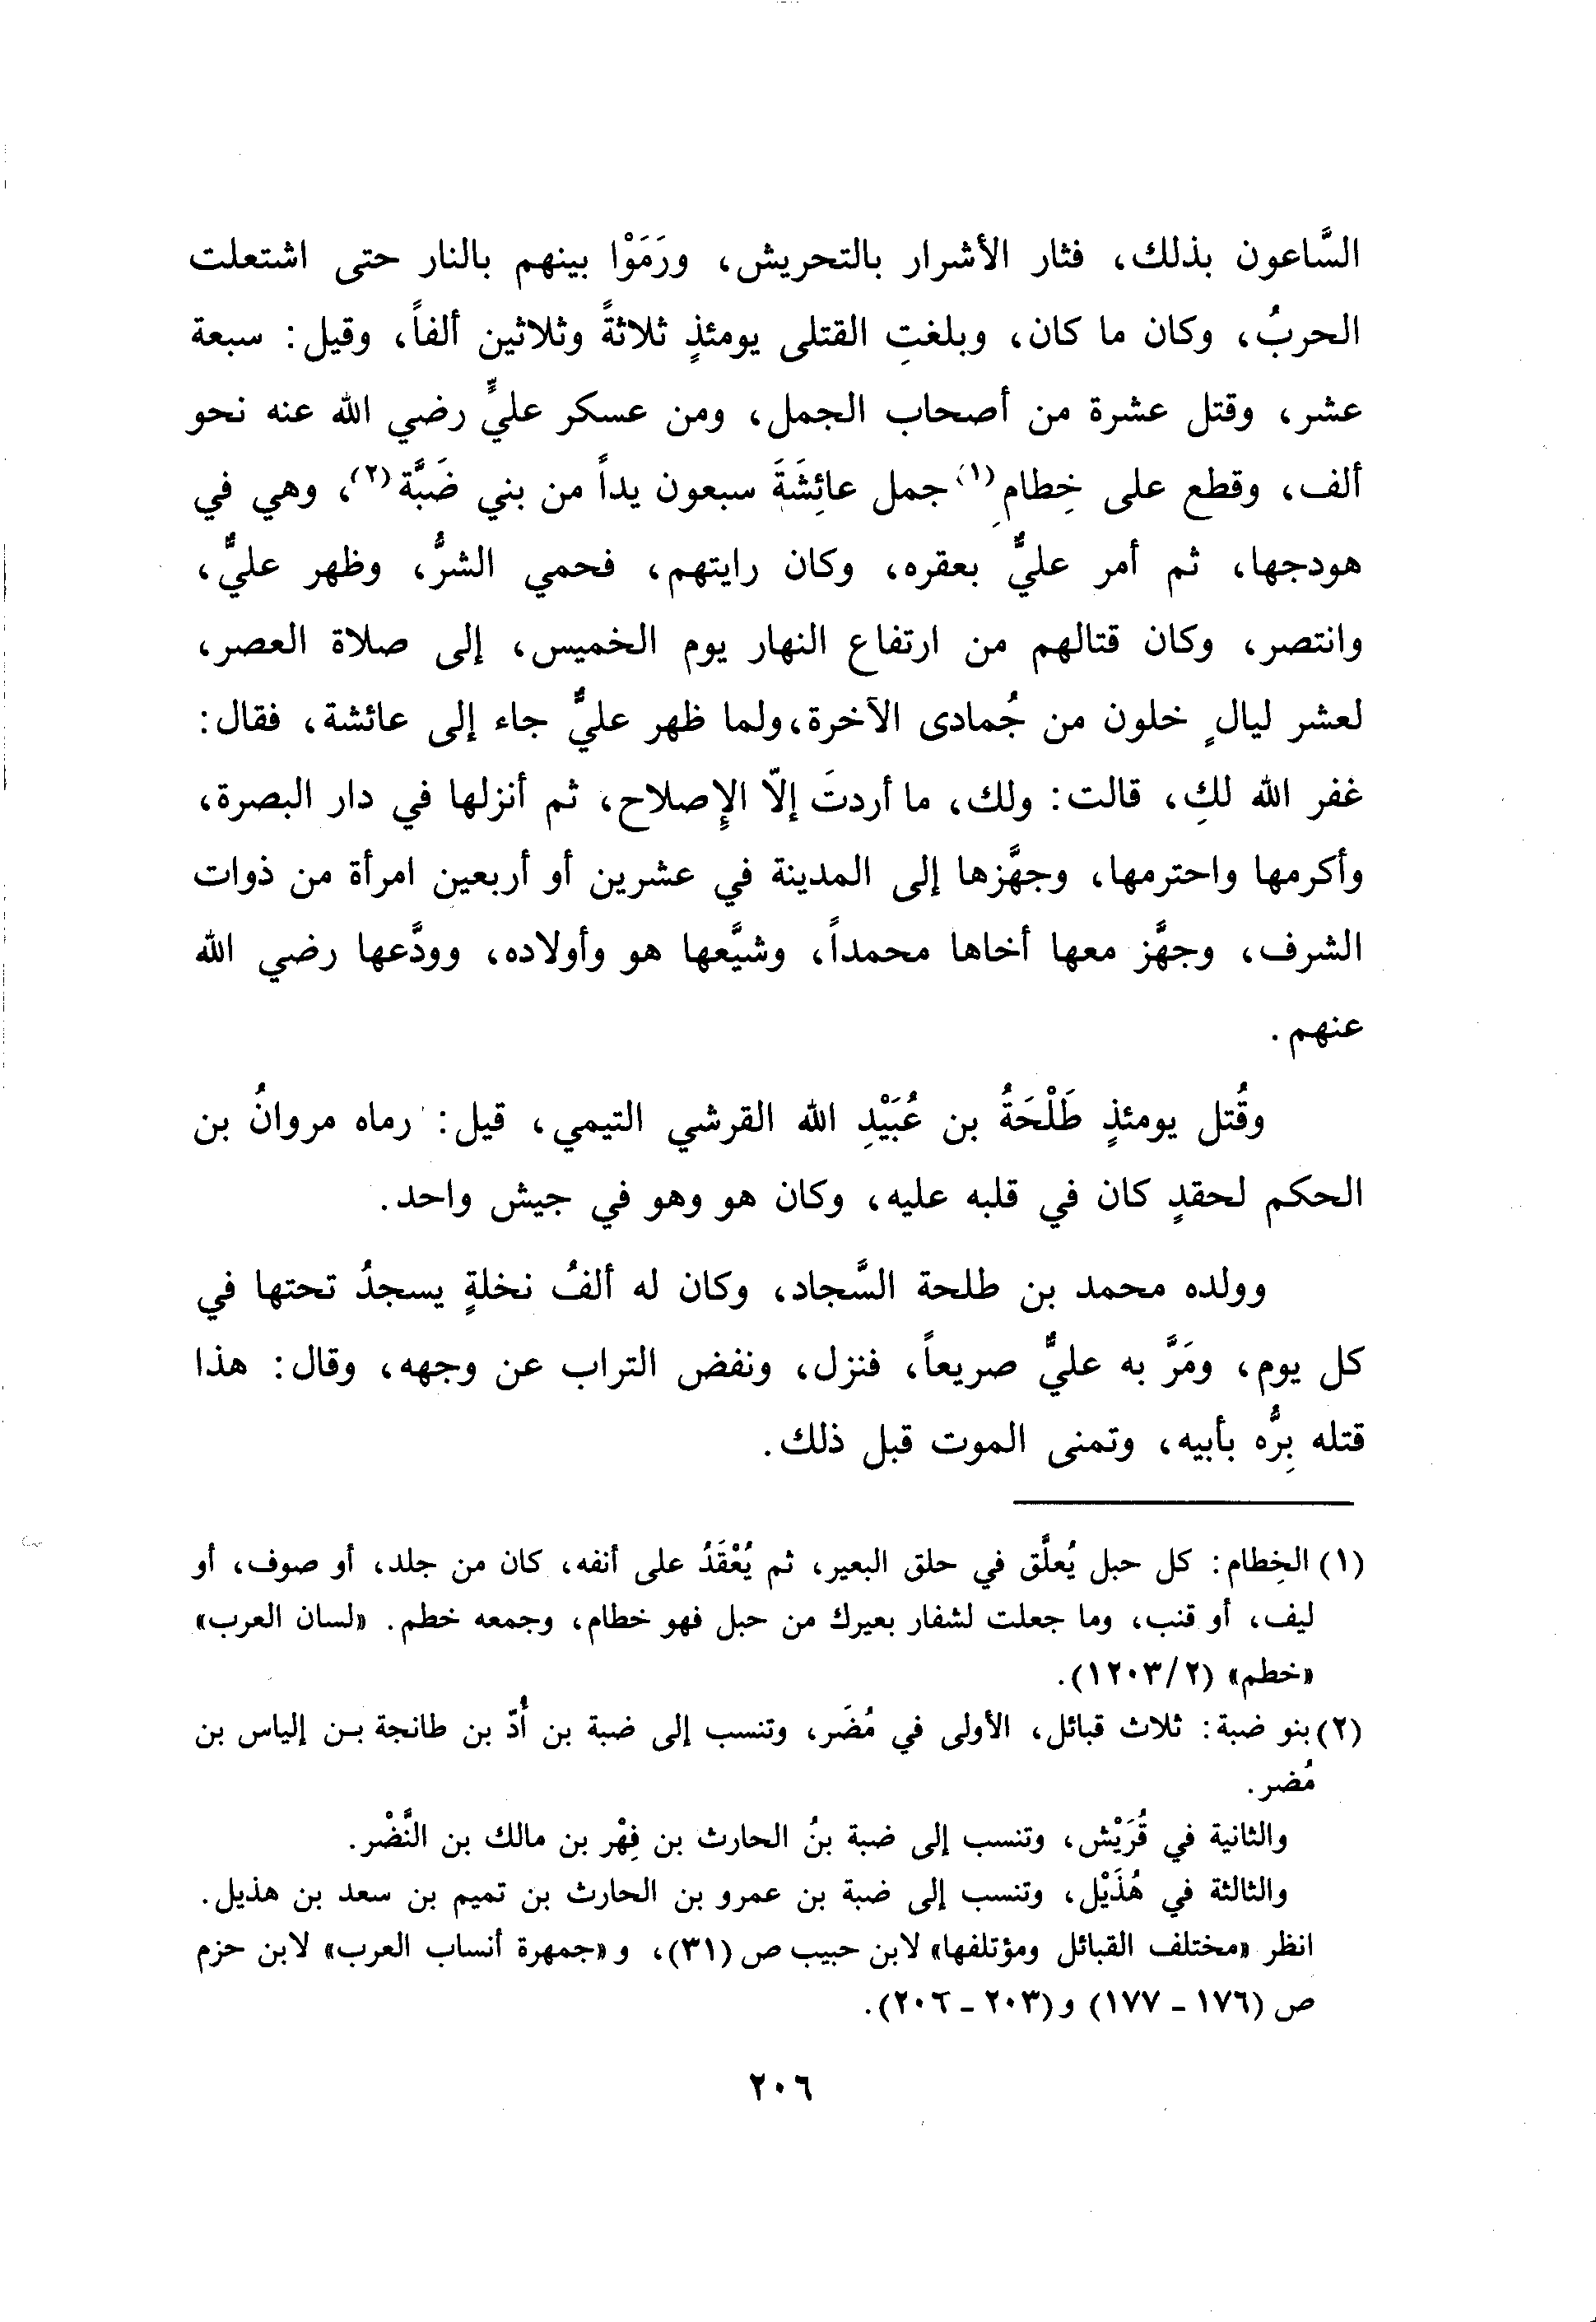 السَّاعون بذلك، فثار الأشرار بالتحريش، ورَمَوْا بينهم بالنار حتى اشتعلت
الحربُ، وكان ما كان، وبلغتِ القتلى يومئذٍ ثلاثةً وثلاثين ألفاً، وقيل: سبعة
عشر، وقتل عشرة من أصحاب الجمل، ومن عسكر عليٍّ رضي الله عنه نحو
ألف، وقطع على خِطامِ(١) جمل عائِشَةَ سبعون يداً من بني ضَبَّة(٢)، وهي في
هودجها، ثم أمر عليٌّ بعقره، وكان رايتهم، فحمي الشرُّ، وظهر عليٌّ،
وانتصر، وكان قتالهم من ارتفاع النهار يوم الخميس، إلى صلاة العصر،
لعشر ليالٍ خلون من جُمادى الآخرة، ولما ظهر عليٌّ جاء إلى عائشة، فقال:
غفر الله لكِ، قالت: ولك، ما أردتَ إلاّ الإِصلاح، ثم أنزلها في دار البصرة،
وأكرمها واحترمها، وجهَّزها إلى المدينة في عشرين أو أربعين امرأة من ذوات
الشرف، وجهَّز معها أخاها محمداً، وشيَّعها هو وأولاده، وودَّعها رضي الله
عنهم.
وقُتل يومئذٍ طَلْحَةُ بن عُبَيْدِ الله القرشي التيمي، قيل: رماه مروانُ بن
الحكم لحقدٍ كان في قلبه عليه، وكان هو وهو في جيش واحد.
وولده محمد بن طلحة السَّجاد، وكان له ألفُ نخلةٍ يسجدُ تحتها في
كل يوم، ومَرَّ به عليٌّ صريعاً، فنزل، ونفض التراب عن وجهه، وقال: هذا
قتله بِرُّه بأبيه، وتمنى الموت قبل ذلك.
(١) الخِطام: كل حبل يُعلَّق في حلق البعير، ثم يُعْقَدُ على أنفه، كان من جلد، أو صوف، أو
ليف، أو قنب، وما جعلت لشفار بعيرك من حبل فهو خطام، وجمعه خطم. «لسان العرب»
«خطم» (١٢٠٣/٢).
(٢) بنو ضبة: ثلاث قبائل، الأولى في مُضَر، وتنسب إلى ضبة بن أُدّ بن طانجة بن إلياس بن
مُضر.
والثانية في قُرَيْش، وتنسب إلى ضبة بنُ الحارث بن فِهْر بن مالك بن النَّضْر.
والثالثة في هُذَيْل، وتنسب إلى ضبة بن عمرو بن الحارث بن تميم بن سعد بن هذيل.
انظر «مختلف القبائل ومؤتلفها» لابن حبيب ص (٣١)، و«جمهرة أنساب العرب» لابن حزم
ص (١٧٦ - ١٧٧) و(٢٠٣ - ٢٠٦).
٢٠٦